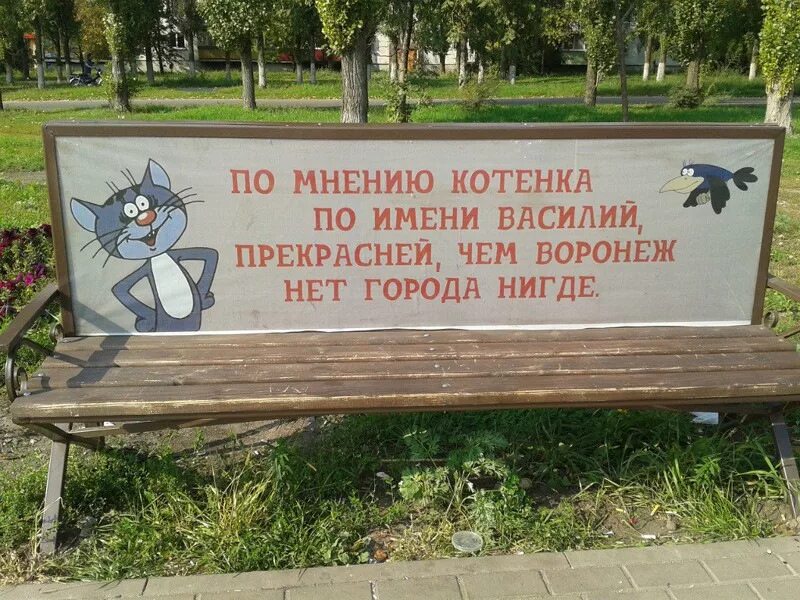 ПО МНЕНИЮ КОТЕНКА
ПО ИМЕНИ ВАСИЛИЙ,
ПРЕКРАСНЕЙ, ЧЕМ ВОРОНЕЖ
НЕТ ГОРОДА НИГДЕ.